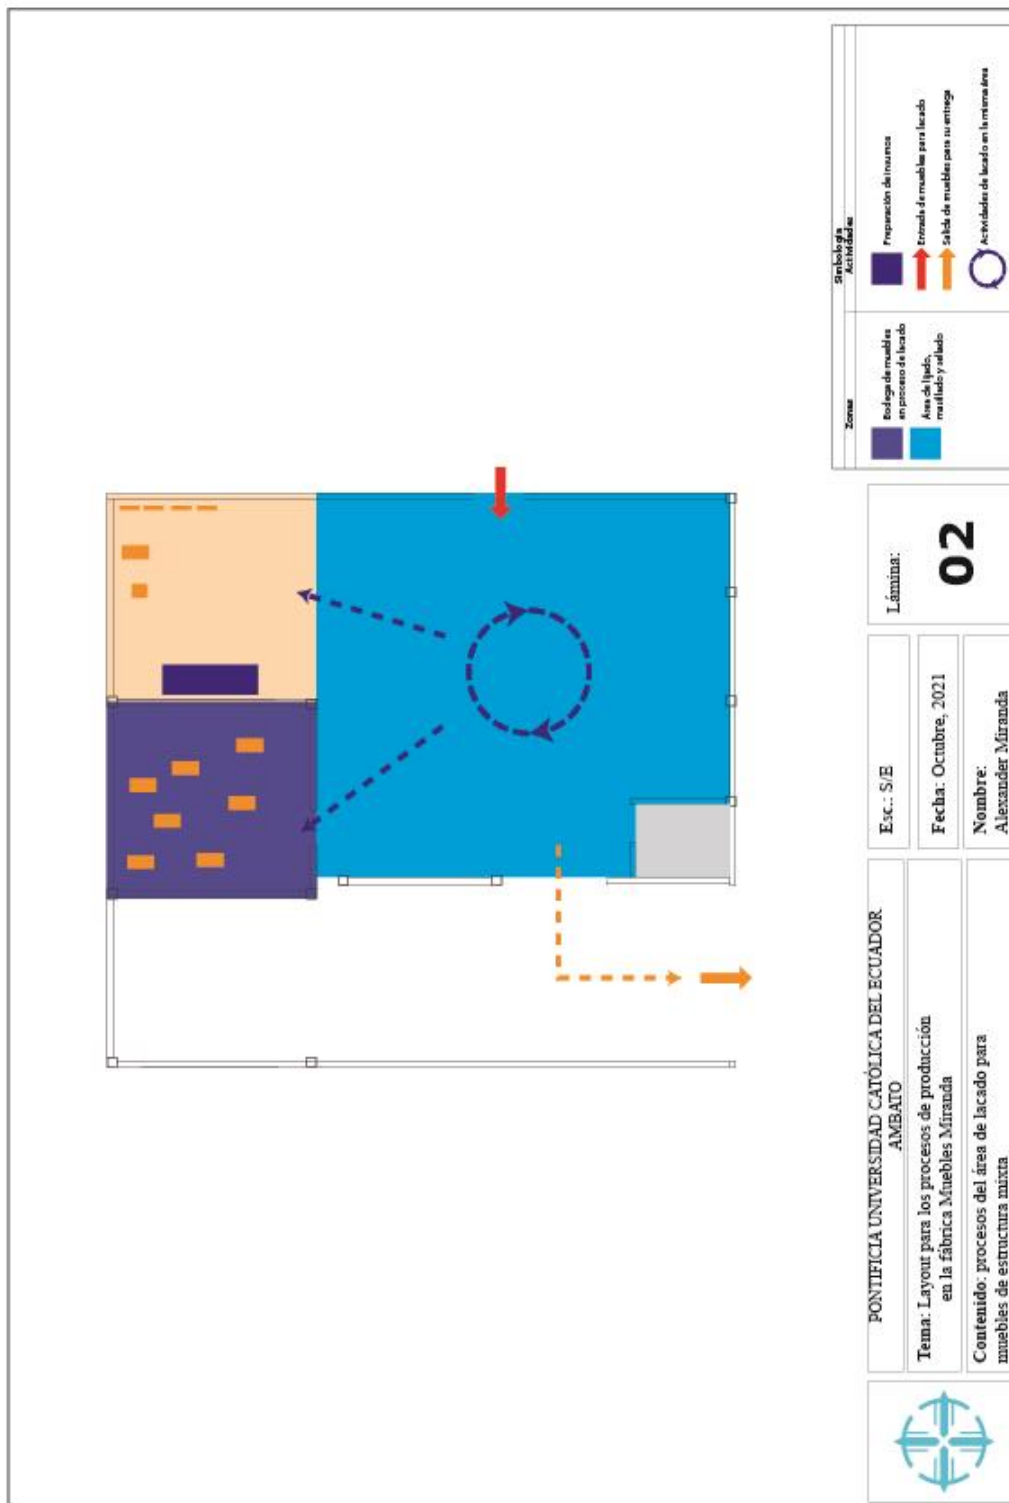 PONTIFICIA UNIVERSIDAD CATÓLICA DEL ECUADOR
AMBATO
Tema: Layout para los procesos de producción
en la fábrica Muebles Miranda
Contenido: procesos del área de lacado para
muebles de estructura mixta
Esc.: S/E
Fecha: Octubre, 2021
Nombre:
Alexander Miranda
Lámina:
02
Simbología
Zonas
Actividades
Bodega de muebles
en proceso de lacado
Área de lijado,
masillado y sellado
Preparación de insumos
Entrada de muebles para lacado
Salida de muebles para su entrega
Actividades de lacado en la misma área